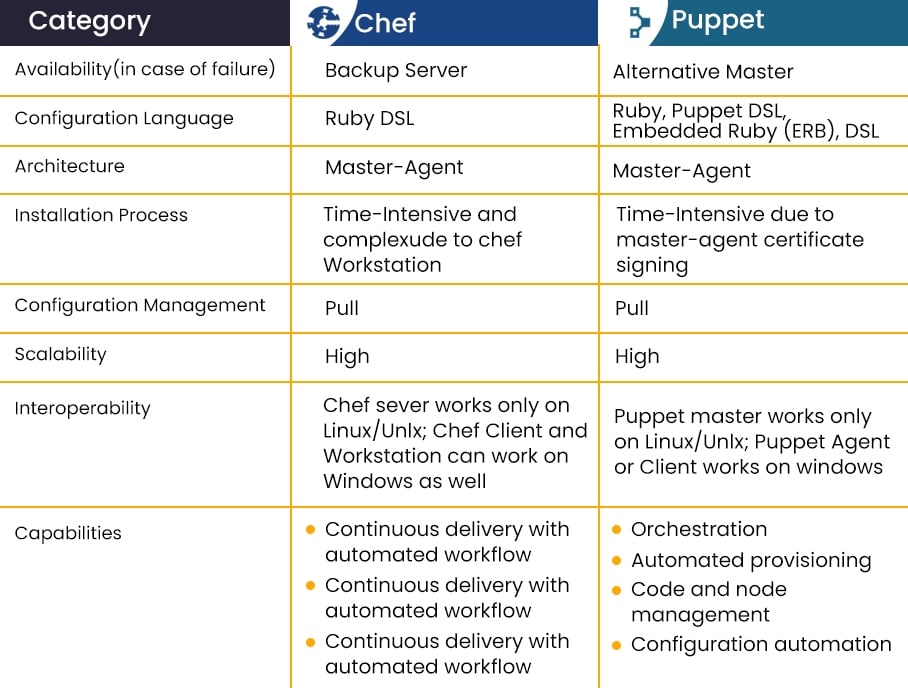 Category
Chef
Puppet
Availability(in case of failure)
Backup Server
Alternative Master
Configuration Language
Ruby DSL
Ruby, Puppet DSL,
Embedded Ruby (ERB), DSL
Architecture
Master-Agent
Master-Agent
Installation Process
Time-Intensive and
complexude to chef
Workstation
Time-Intensive due to
master-agent certificate
signing
Configuration Management
Pull
Pull
Scalability
High
High
Interoperability
Chef sever works only on
Linux/Unlx; Chef Client and
Workstation can work on
Windows as well
Puppet master works only
on Linux/Unlx; Puppet Agent
or Client works on windows
Capabilities
Continuous delivery with
automated workflow
Continuous delivery with
automated workflow
Continuous delivery with
automated workflow
Orchestration
Automated provisioning
Code and node
management
Configuration automation